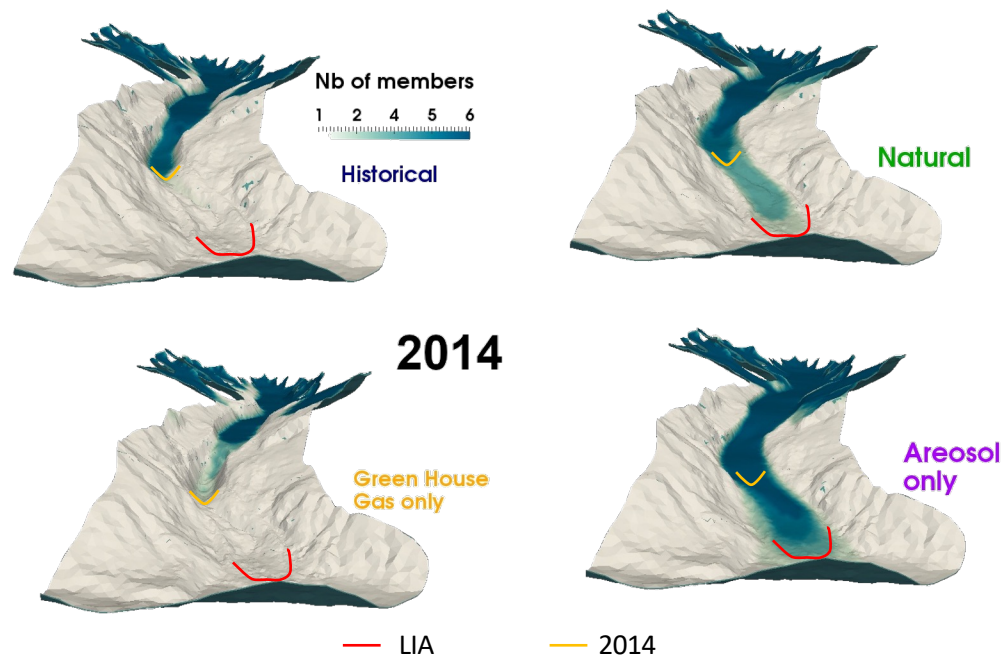 Nb of members
1 2 4 5 6
Historical
Natural
2014
Green House
Gas only
Areosol
only
LIA
2014